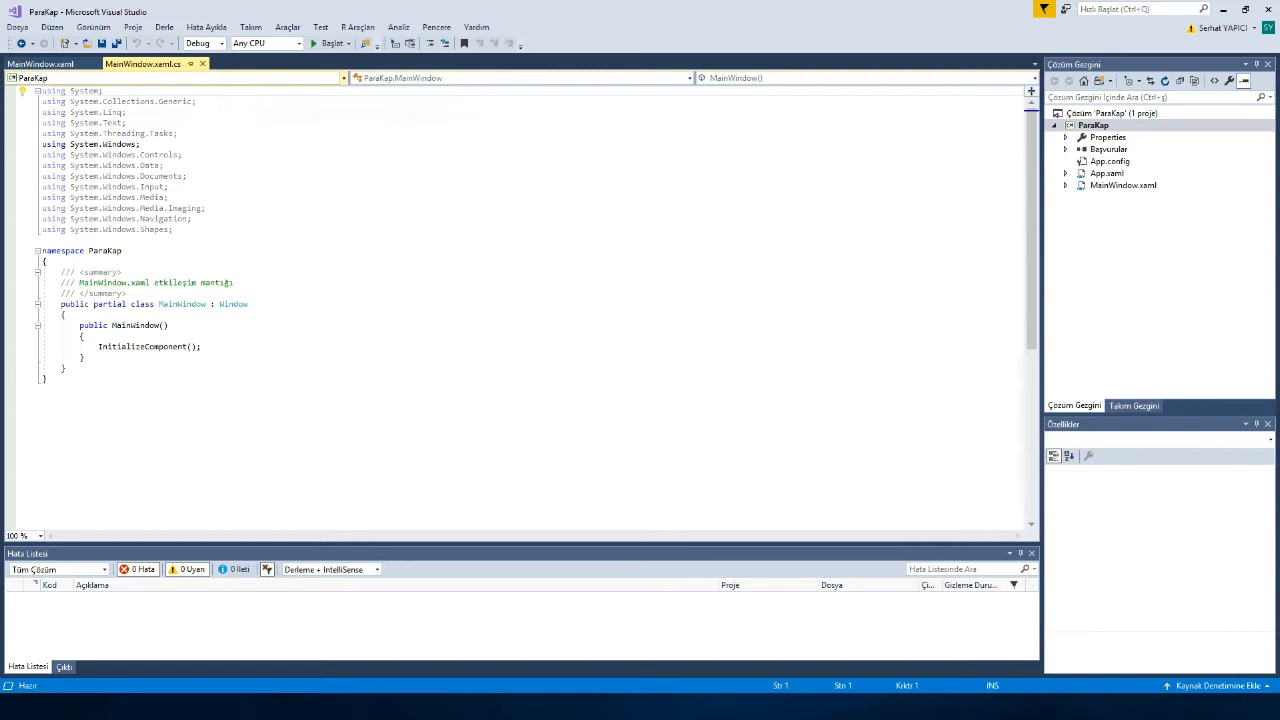 ParaKap - Microsoft Visual Studio
Hızlı Başlat (Ctrl+Q)
Dosya Düzen Görünüm Proje Derle Hata Ayıkla Takım Araçlar Test R Araçları Analiz Pencere Yardım
Serhat YAPICI SY
Debug Any CPU Başlat
MainWindow.xaml MainWindow.xaml.cs
ParaKap ParaKap.MainWindow MainWindow()
using System;
using System.Collections.Generic;
using System.Linq;
using System.Text;
using System.Threading.Tasks;
using System.Windows;
using System.Windows.Controls;
using System.Windows.Data;
using System.Windows.Documents;
using System.Windows.Input;
using System.Windows.Media;
using System.Windows.Media.Imaging;
using System.Windows.Navigation;
using System.Windows.Shapes;
namespace ParaKap
{
/// <summary>
/// MainWindow.xaml etkileşim mantığı
/// </summary>
public partial class MainWindow : Window
{
public MainWindow()
{
InitializeComponent();
}
}
}
100 %
Çözüm Gezgini
Çözüm Gezgini İçinde Ara (Ctrl+ş)
Çözüm 'ParaKap' (1 proje)
ParaKap
Properties
Başvurular
App.config
App.xaml
MainWindow.xaml
Çözüm Gezgini Takım Gezgini
Özellikler
Hata Listesi
Tüm Çözüm 0 Hata 0 Uyarı 0 İleti Derleme + IntelliSense Hata Listesinde Ara
Kod Açıklama Proje Dosya Çi... Gizleme Duru...
Hata Listesi Çıktı
Hazır Str 1 Stn 1 Krktr 1 INS Kaynak Denetimine Ekle